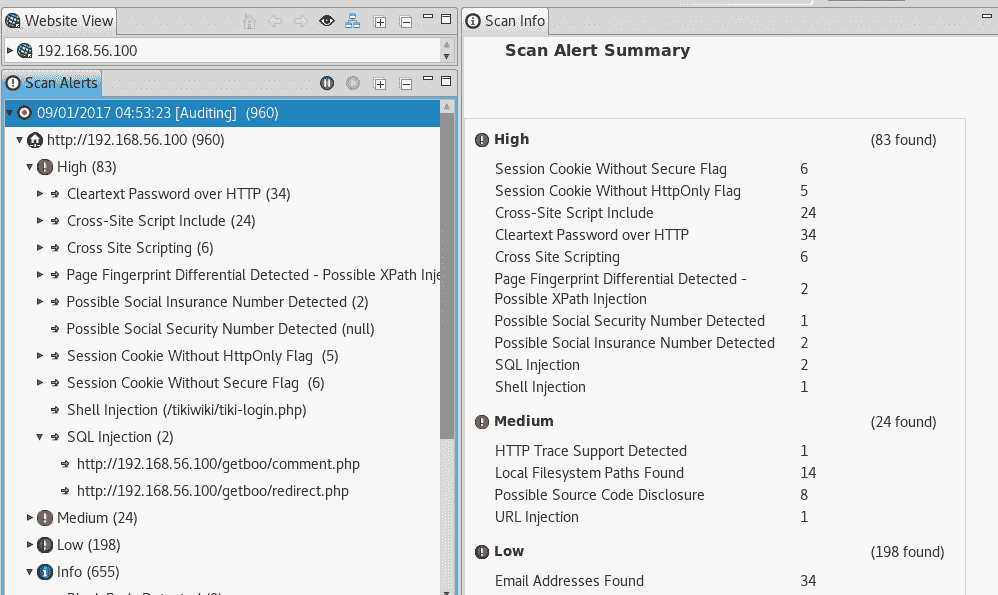 Website View
192.168.56.100
Scan Alerts
09/01/2017 04:53:23 [Auditing] (960)
http://192.168.56.100 (960)
High (83)
Cleartext Password over HTTP (34)
Cross-Site Script Include (24)
Cross Site Scripting (6)
Page Fingerprint Differential Detected - Possible XPath Inje
Possible Social Insurance Number Detected (2)
Possible Social Security Number Detected (null)
Session Cookie Without HttpOnly Flag (5)
Session Cookie Without Secure Flag (6)
Shell Injection (/tikiwiki/tiki-login.php)
SQL Injection (2)
http://192.168.56.100/getboo/comment.php
http://192.168.56.100/getboo/redirect.php
Medium (24)
Low (198)
Info (655)
Scan Info
Scan Alert Summary
High (83 found)
Session Cookie Without Secure Flag 6
Session Cookie Without HttpOnly Flag 5
Cross-Site Script Include 24
Cleartext Password over HTTP 34
Cross Site Scripting 6
Page Fingerprint Differential Detected -
Possible XPath Injection 2
Possible Social Security Number Detected 1
Possible Social Insurance Number Detected 2
SQL Injection 2
Shell Injection 1
Medium (24 found)
HTTP Trace Support Detected 1
Local Filesystem Paths Found 14
Possible Source Code Disclosure 8
URL Injection 1
Low (198 found)
Email Addresses Found 34